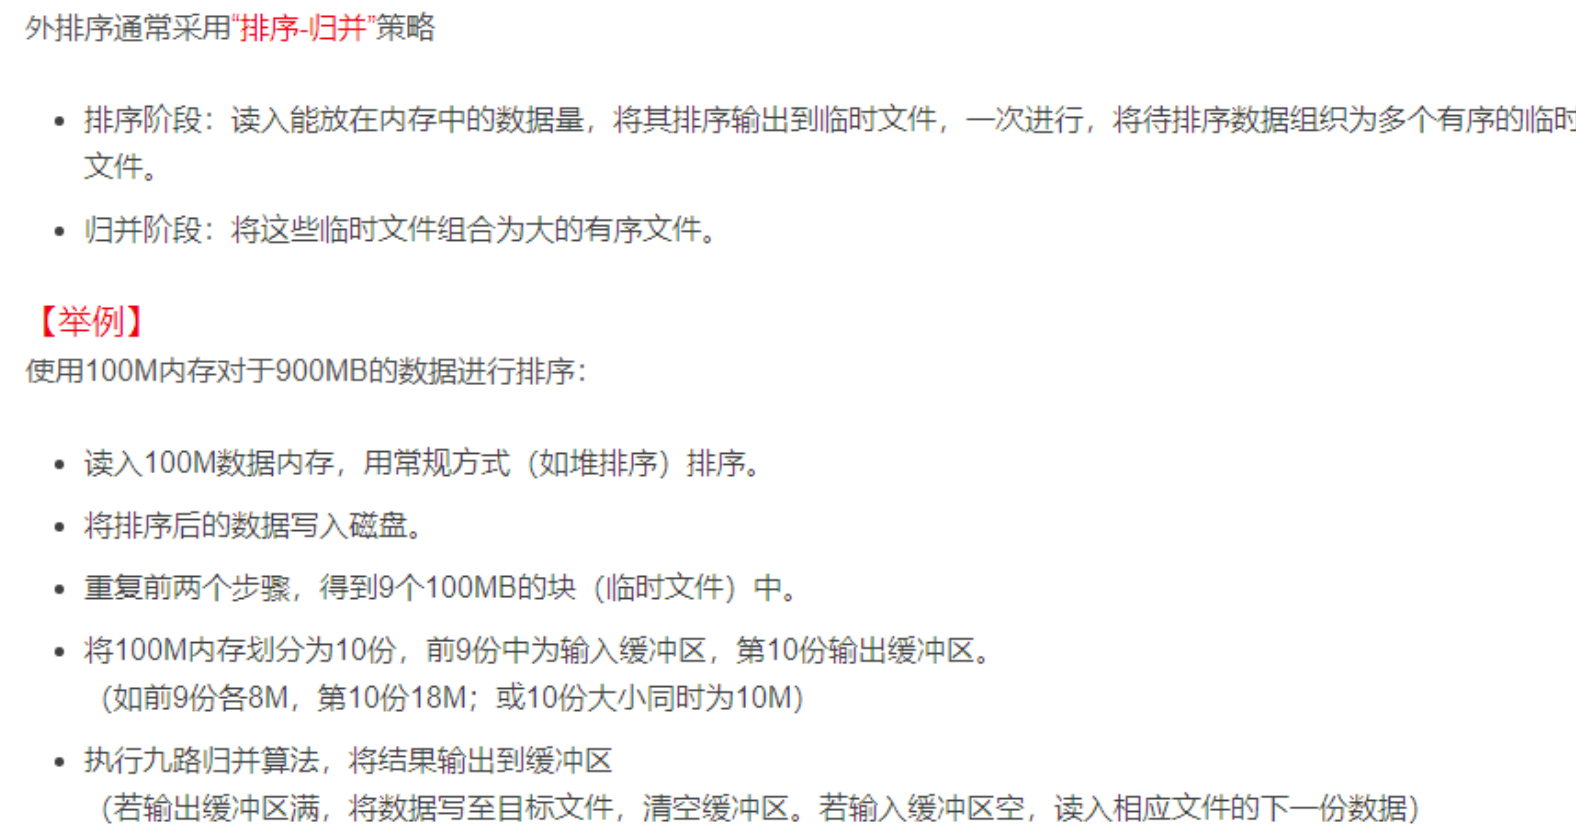 外排序通常采用“排序-归并”策略
排序阶段：读入能放在内存中的数据量，将其排序输出到临时文件，一次进行，将待排序数据组织为多个有序的临时
文件。
归并阶段：将这些临时文件组合为大的有序文件。
【举例】
使用100M内存对于900MB的数据进行排序：
读入100M数据内存，用常规方式（如堆排序）排序。
将排序后的数据写入磁盘。
重复前两个步骤，得到9个100MB的块（临时文件）中。
将100M内存划分为10份，前9份中为输入缓冲区，第10份输出缓冲区。
（如前9份各8M，第10份18M；或10份大小同时为10M）
执行九路归并算法，将结果输出到缓冲区
（若输出缓冲区满，将数据写至目标文件，清空缓冲区。若输入缓冲区空，读入相应文件的下一份数据）